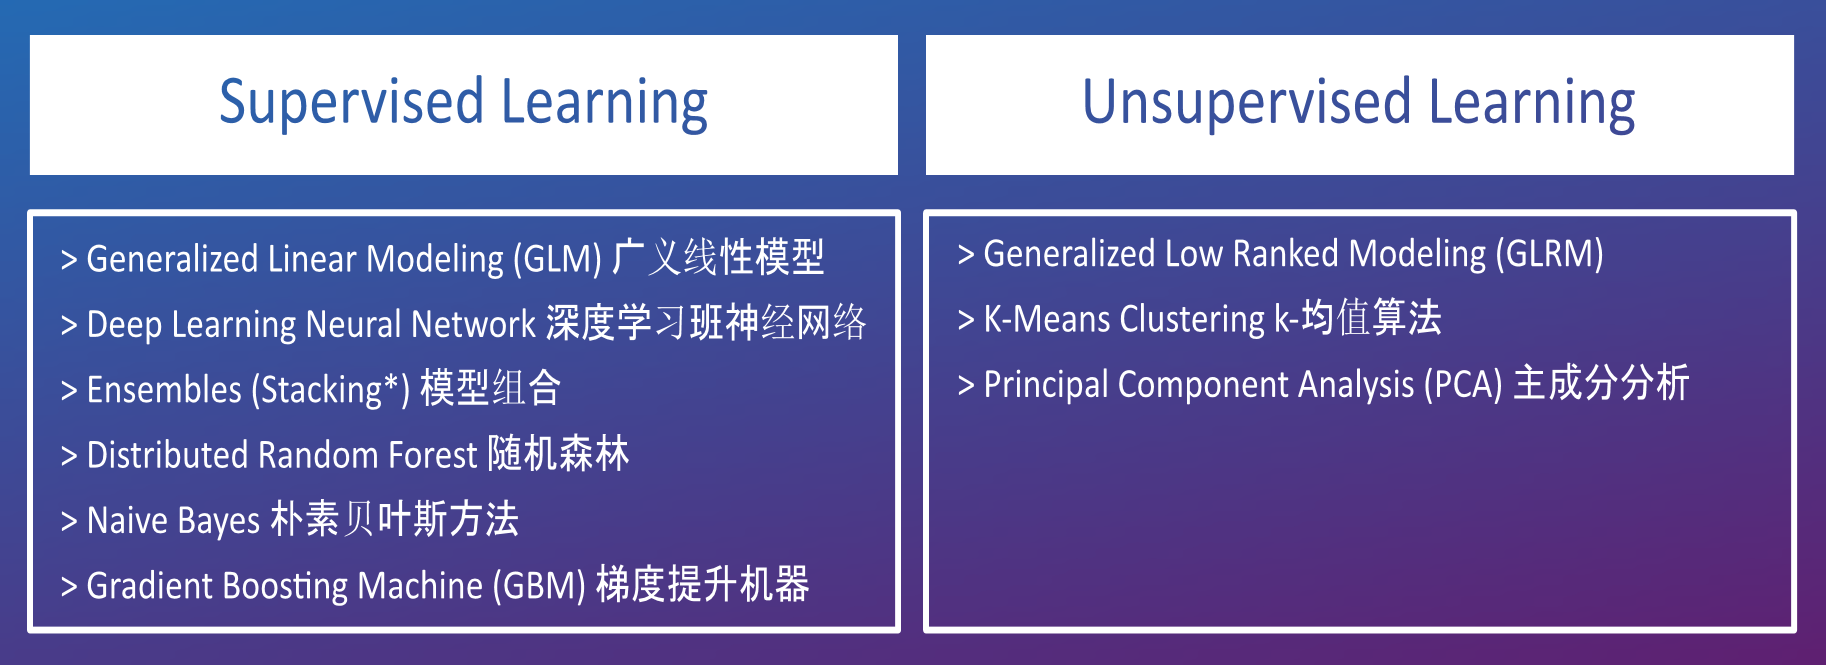 Supervised Learning
> Generalized Linear Modeling (GLM) 广义线性模型
> Deep Learning Neural Network 深度学习班神经网络
> Ensembles (Stacking*) 模型组合
> Distributed Random Forest 随机森林
> Naive Bayes 朴素贝叶斯方法
> Gradient Boosting Machine (GBM) 梯度提升机器
Unsupervised Learning
> Generalized Low Ranked Modeling (GLRM)
> K-Means Clustering k-均值算法
> Principal Component Analysis (PCA) 主成分分析